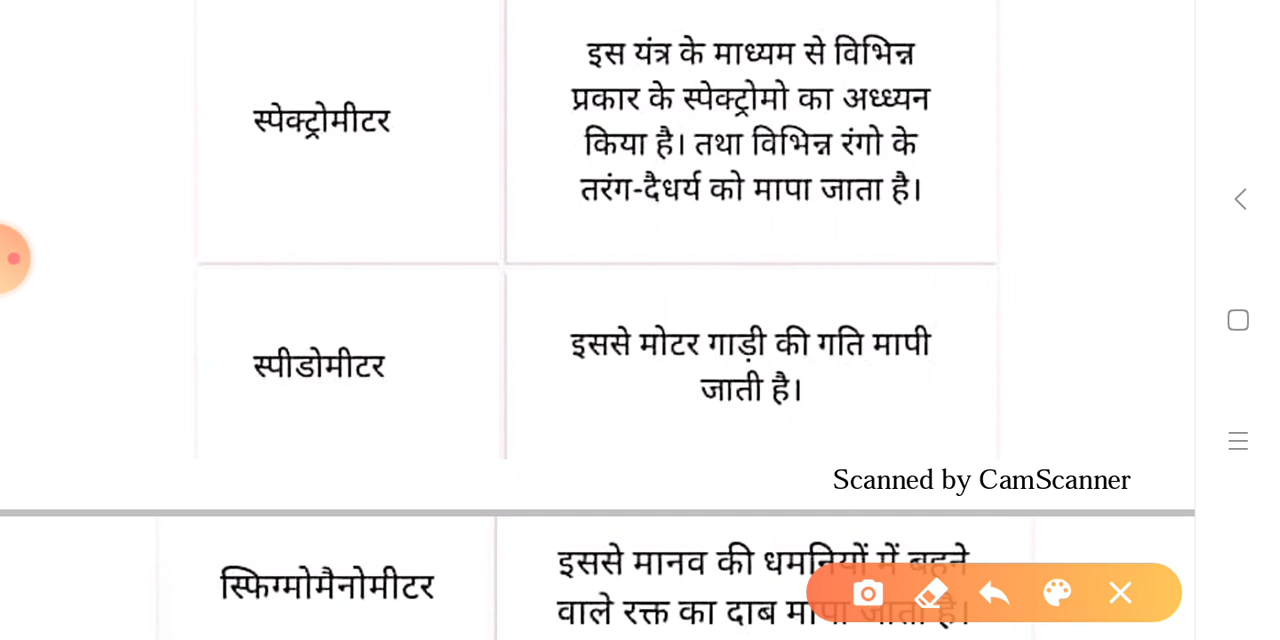 स्पेक्ट्रोमीटर
इस यंत्र के माध्यम से विभिन्न
प्रकार के स्पेक्ट्रोमो का अध्ध्यन
किया है। तथा विभिन्न रंगो के
तरंग-दैधर्य को मापा जाता है।
स्पीडोमीटर
इससे मोटर गाड़ी की गति मापी
जाती है।
Scanned by CamScanner
स्फिग्मोमैनोमीटर
इससे मानव की धमनियों में बहने
वाले रक्त का दाब मापा जाता है।